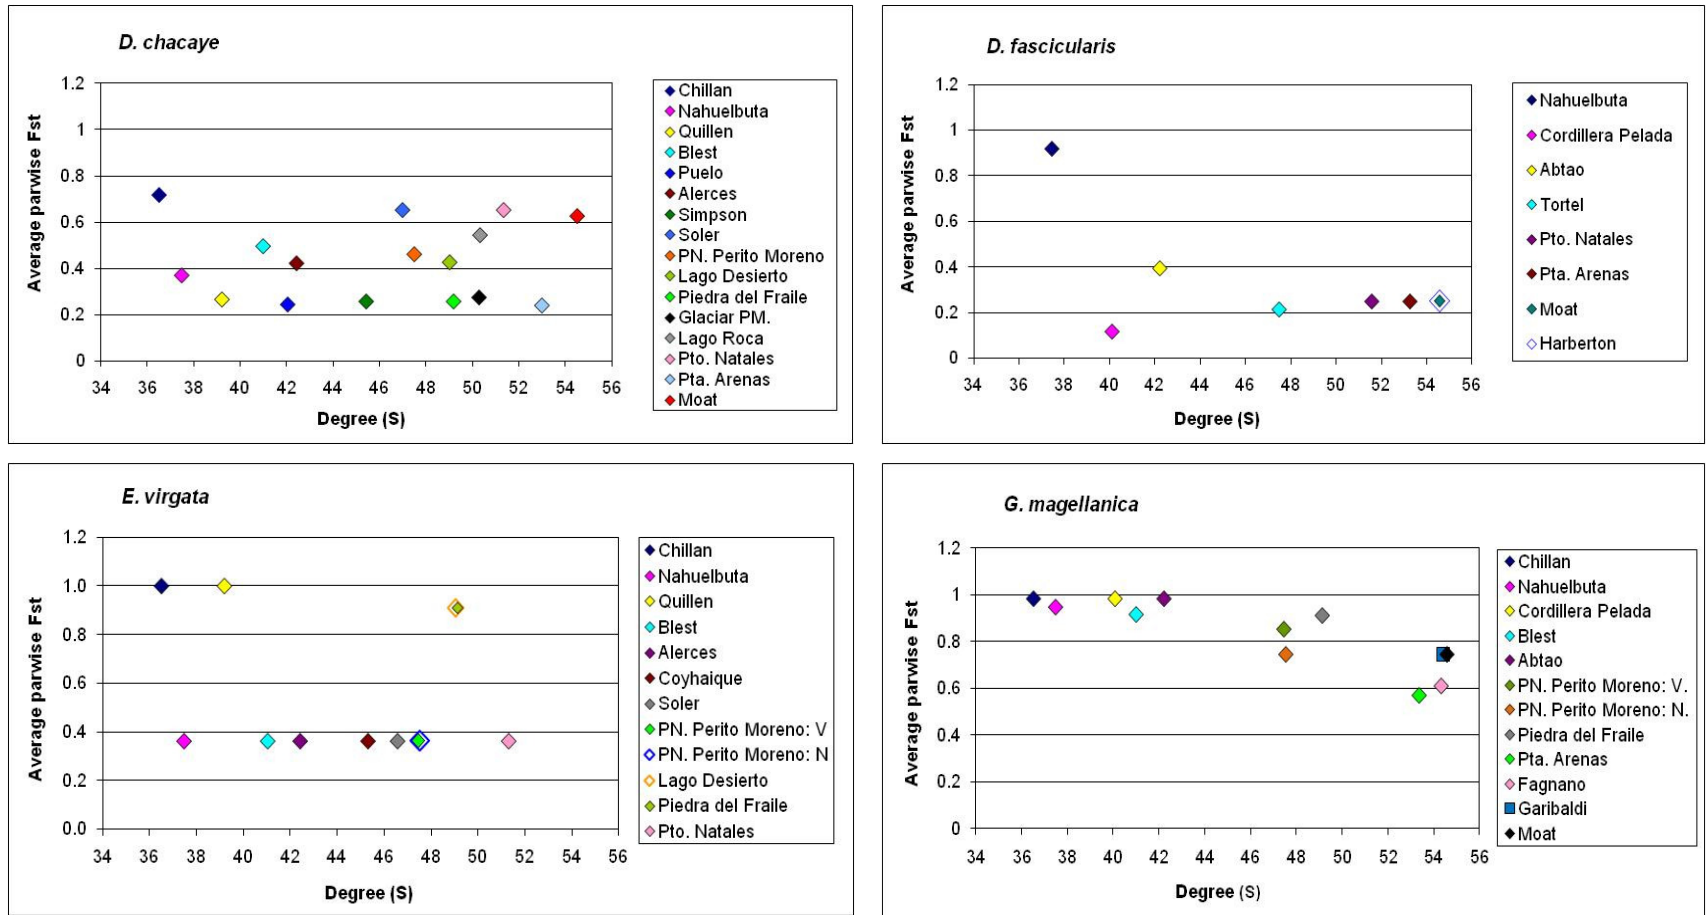 D. chacaye
Average parwise Fst
1.2
1
0.8
0.6
0.4
0.2
0
34 36 38 40 42 44 46 48 50 52 54 56
Degree (S)
Chillan
Nahuelbuta
Quillen
Blest
Puelo
Alerces
Simpson
Soler
PN. Perito Moreno
Lago Desierto
Piedra del Fraile
Glaciar PM.
Lago Roca
Pto. Natales
Pta. Arenas
Moat
D. fascicularis
Average parwise Fst
1.2
1
0.8
0.6
0.4
0.2
0
34 36 38 40 42 44 46 48 50 52 54 56
Degree (S)
Nahuelbuta
Cordillera Pelada
Abtao
Tortel
Pto. Natales
Pta. Arenas
Moat
Harberton
E. virgata
Average parwise Fst
1.2
1.0
0.8
0.6
0.4
0.2
0.0
34 36 38 40 42 44 46 48 50 52 54 56
Degree (S)
Chillan
Nahuelbuta
Quillen
Blest
Alerces
Coyhaique
Soler
PN. Perito Moreno: V
PN. Perito Moreno: N
Lago Desierto
Piedra del Fraile
Pto. Natales
G. magellanica
Average parwise Fst
1.2
1
0.8
0.6
0.4
0.2
0
34 36 38 40 42 44 46 48 50 52 54 56
Degree (S)
Chillan
Nahuelbuta
Cordillera Pelada
Blest
Abtao
PN. Perito Moreno: V.
PN. Perito Moreno: N.
Piedra del Fraile
Pta. Arenas
Fagnano
Garibaldi
Moat